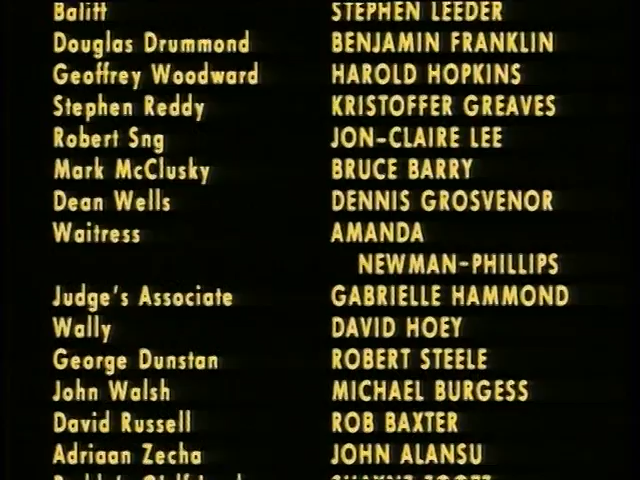 Balitt STEPHEN LEEDER
Douglas Drummond BENJAMIN FRANKLIN
Geoffrey Woodward HAROLD HOPKINS
Stephen Reddy KRISTOFFER GREAVES
Robert Sng JON-CLAIRE LEE
Mark McClusky BRUCE BARRY
Dean Wells DENNIS GROSVENOR
Waitress AMANDA
NEWMAN-PHILLIPS
Judge's Associate GABRIELLE HAMMOND
Wally DAVID HOEY
George Dunstan ROBERT STEELE
John Walsh MICHAEL BURGESS
David Russell ROB BAXTER
Adriaan Zecha JOHN ALANSU